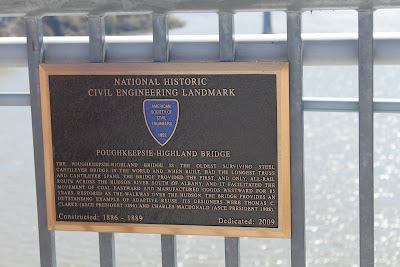 NATIONAL HISTORIC
CIVIL ENGINEERING LANDMARK
AMERICAN
SOCIETY OF
CIVIL
ENGINEERS
1852
POUGHKEEPSIE-HIGHLAND BRIDGE
THE POUGHKEEPSIE-HIGHLAND BRIDGE IS THE OLDEST SURVIVING STEEL
CANTILEVER BRIDGE IN THE WORLD AND, WHEN BUILT, HAD THE LONGEST TRUSS
AND CANTILEVER SPANS. THE BRIDGE PROVIDED THE FIRST, AND ONLY, ALL-RAIL
ROUTE ACROSS THE HUDSON RIVER SOUTH OF ALBANY, AND IT FACILITATED THE
MOVEMENT OF COAL EASTWARD AND MANUFACTURED GOODS WESTWARD FOR 85
YEARS. RESTORED AS THE WALKWAY OVER THE HUDSON, THE BRIDGE PROVIDES AN
OUTSTANDING EXAMPLE OF ADAPTIVE REUSE. ITS DESIGNERS WERE THOMAS C.
CLARKE (ASCE PRESIDENT 1896) AND CHARLES MACDONALD (ASCE PRESIDENT 1908).
Constructed: 1886 - 1889
Dedicated: 2009